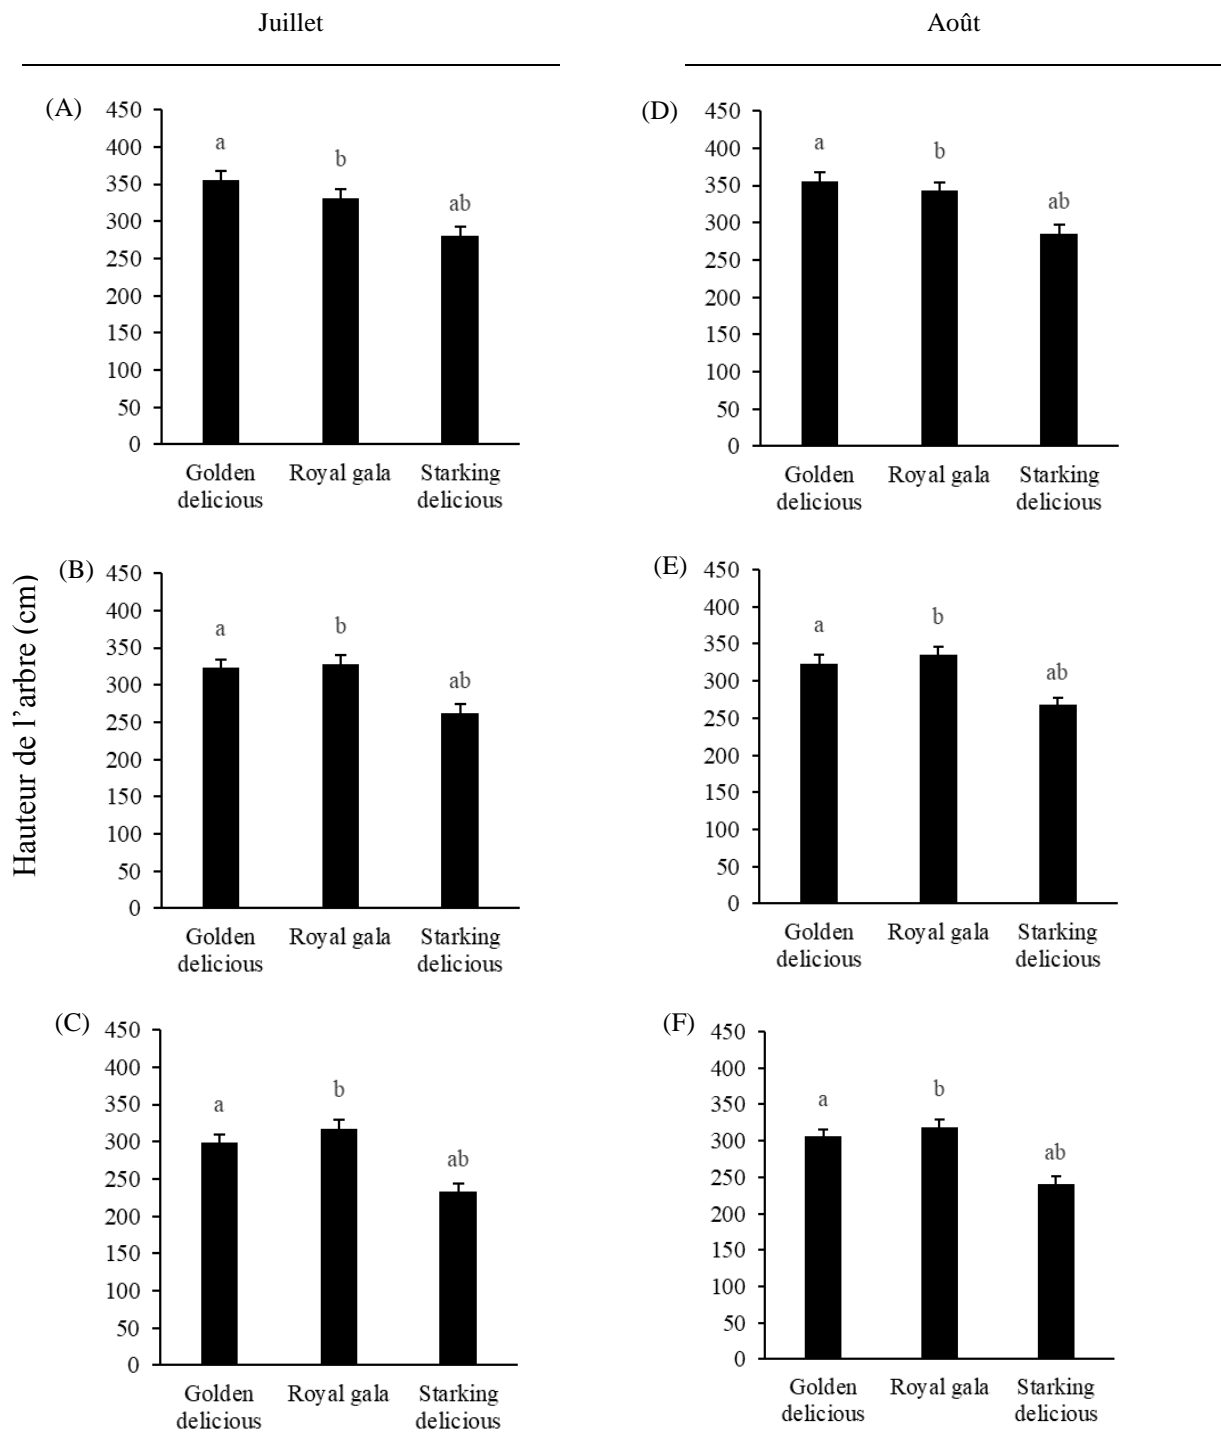 Juillet
Août
Hauteur de l'arbre (cm)
(A)
450
400
350
300
250
200
150
100
50
0
a
b
ab
Golden delicious
Royal gala
Starking delicious
(D)
450
400
350
300
250
200
150
100
50
0
a
b
ab
Golden delicious
Royal gala
Starking delicious
(B)
450
400
350
300
250
200
150
100
50
0
a
b
ab
Golden delicious
Royal gala
Starking delicious
(E)
450
400
350
300
250
200
150
100
50
0
a
b
ab
Golden delicious
Royal gala
Starking delicious
(C)
450
400
350
300
250
200
150
100
50
0
a
b
ab
Golden delicious
Royal gala
Starking delicious
(F)
450
400
350
300
250
200
150
100
50
0
a
b
ab
Golden delicious
Royal gala
Starking delicious